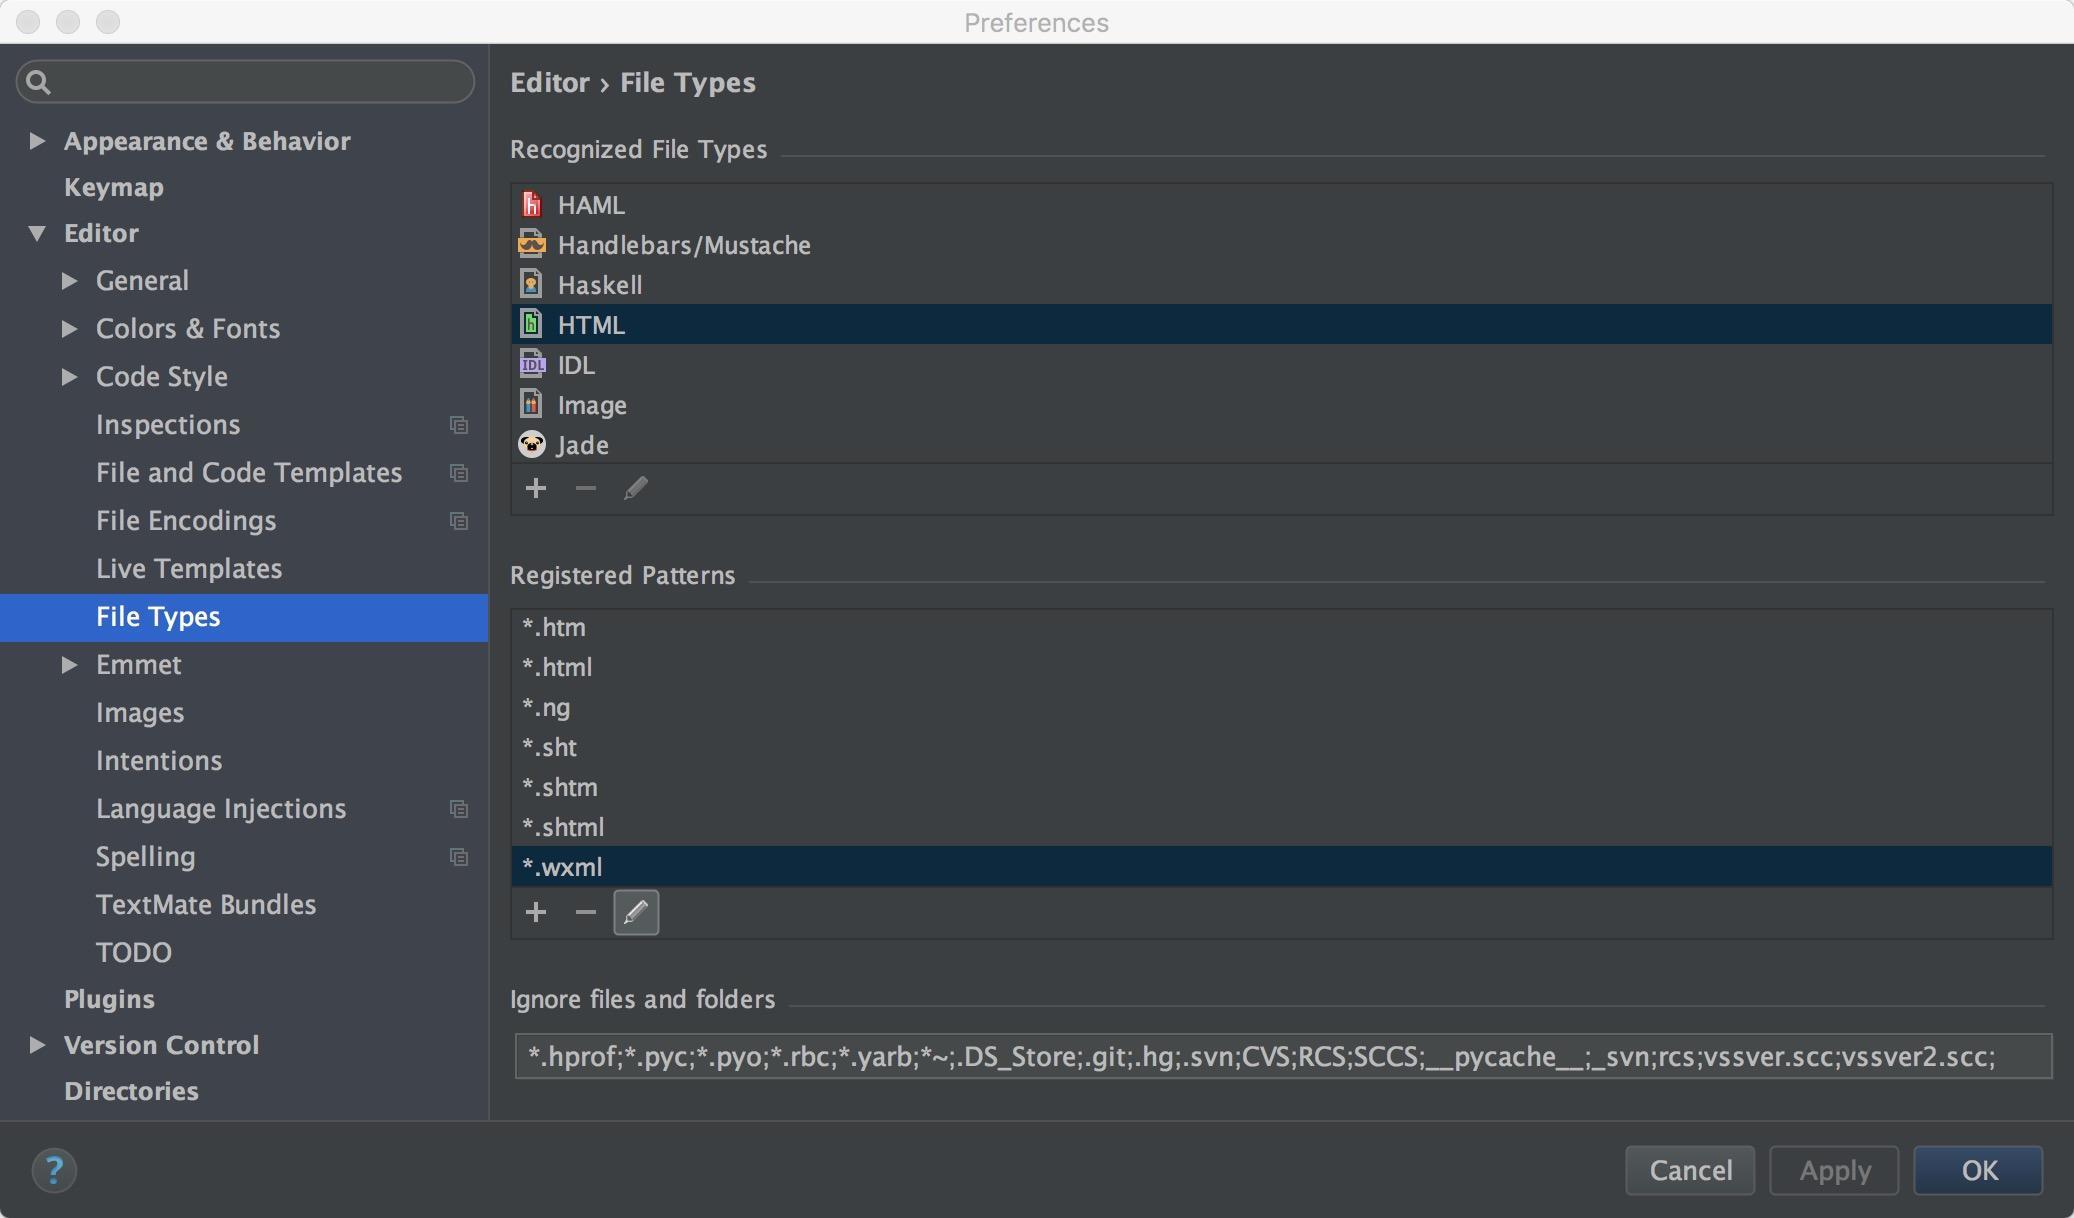 Preferences
Appearance & Behavior
Keymap
Editor
General
Colors & Fonts
Code Style
Inspections
File and Code Templates
File Encodings
Live Templates
File Types
Emmet
Images
Intentions
Language Injections
Spelling
TextMate Bundles
TODO
Plugins
Version Control
Directories
Editor › File Types
Recognized File Types
HAML
Handlebars/Mustache
Haskell
HTML
IDL
Image
Jade
Registered Patterns
*.htm
*.html
*.ng
*.sht
*.shtm
*.shtml
*.wxml
Ignore files and folders
*.hprof;*.pyc;*.pyo;*.rbc;*.yarb;*~;.DS_Store;.git;.hg;.svn;CVS;RCS;SCCS;__pycache__;_svn;rcs;vssver.scc;vssver2.scc;
?
Cancel
Apply
OK